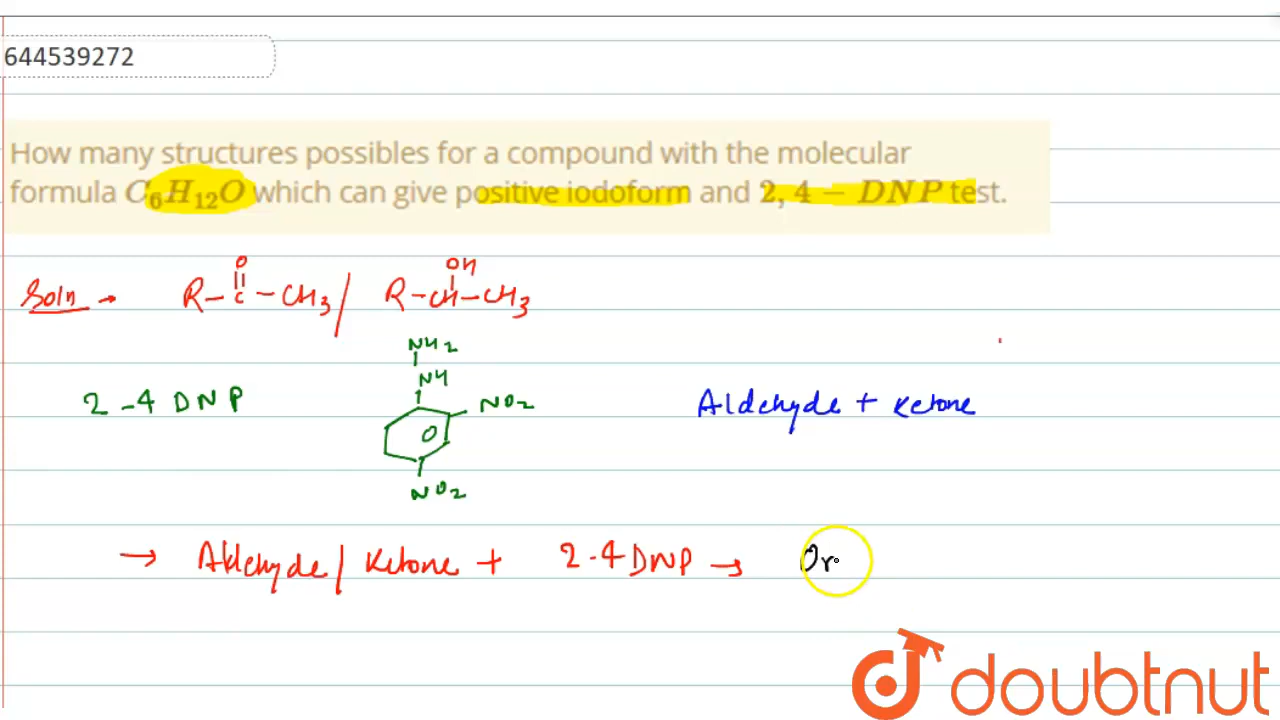 644539272
How many structures possibles for a compound with the molecular
formula C6H12O which can give positive iodoform and 2, 4 − DNP test.
Soln → R-C(=O)-CH3 / R-CH(OH)-CH3
NH2
NH
2-4 DNP
NO2
Aldehyde + Ketone
NO2
→ Aldehyde / Ketone + 2-4 DNP → Or
doubtnut